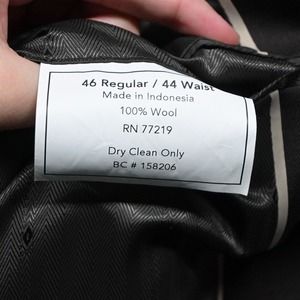 46 Regular / 44 Waist
Made in Indonesia
100% Wool
RN 77219
Dry Clean Only
BC # 158206